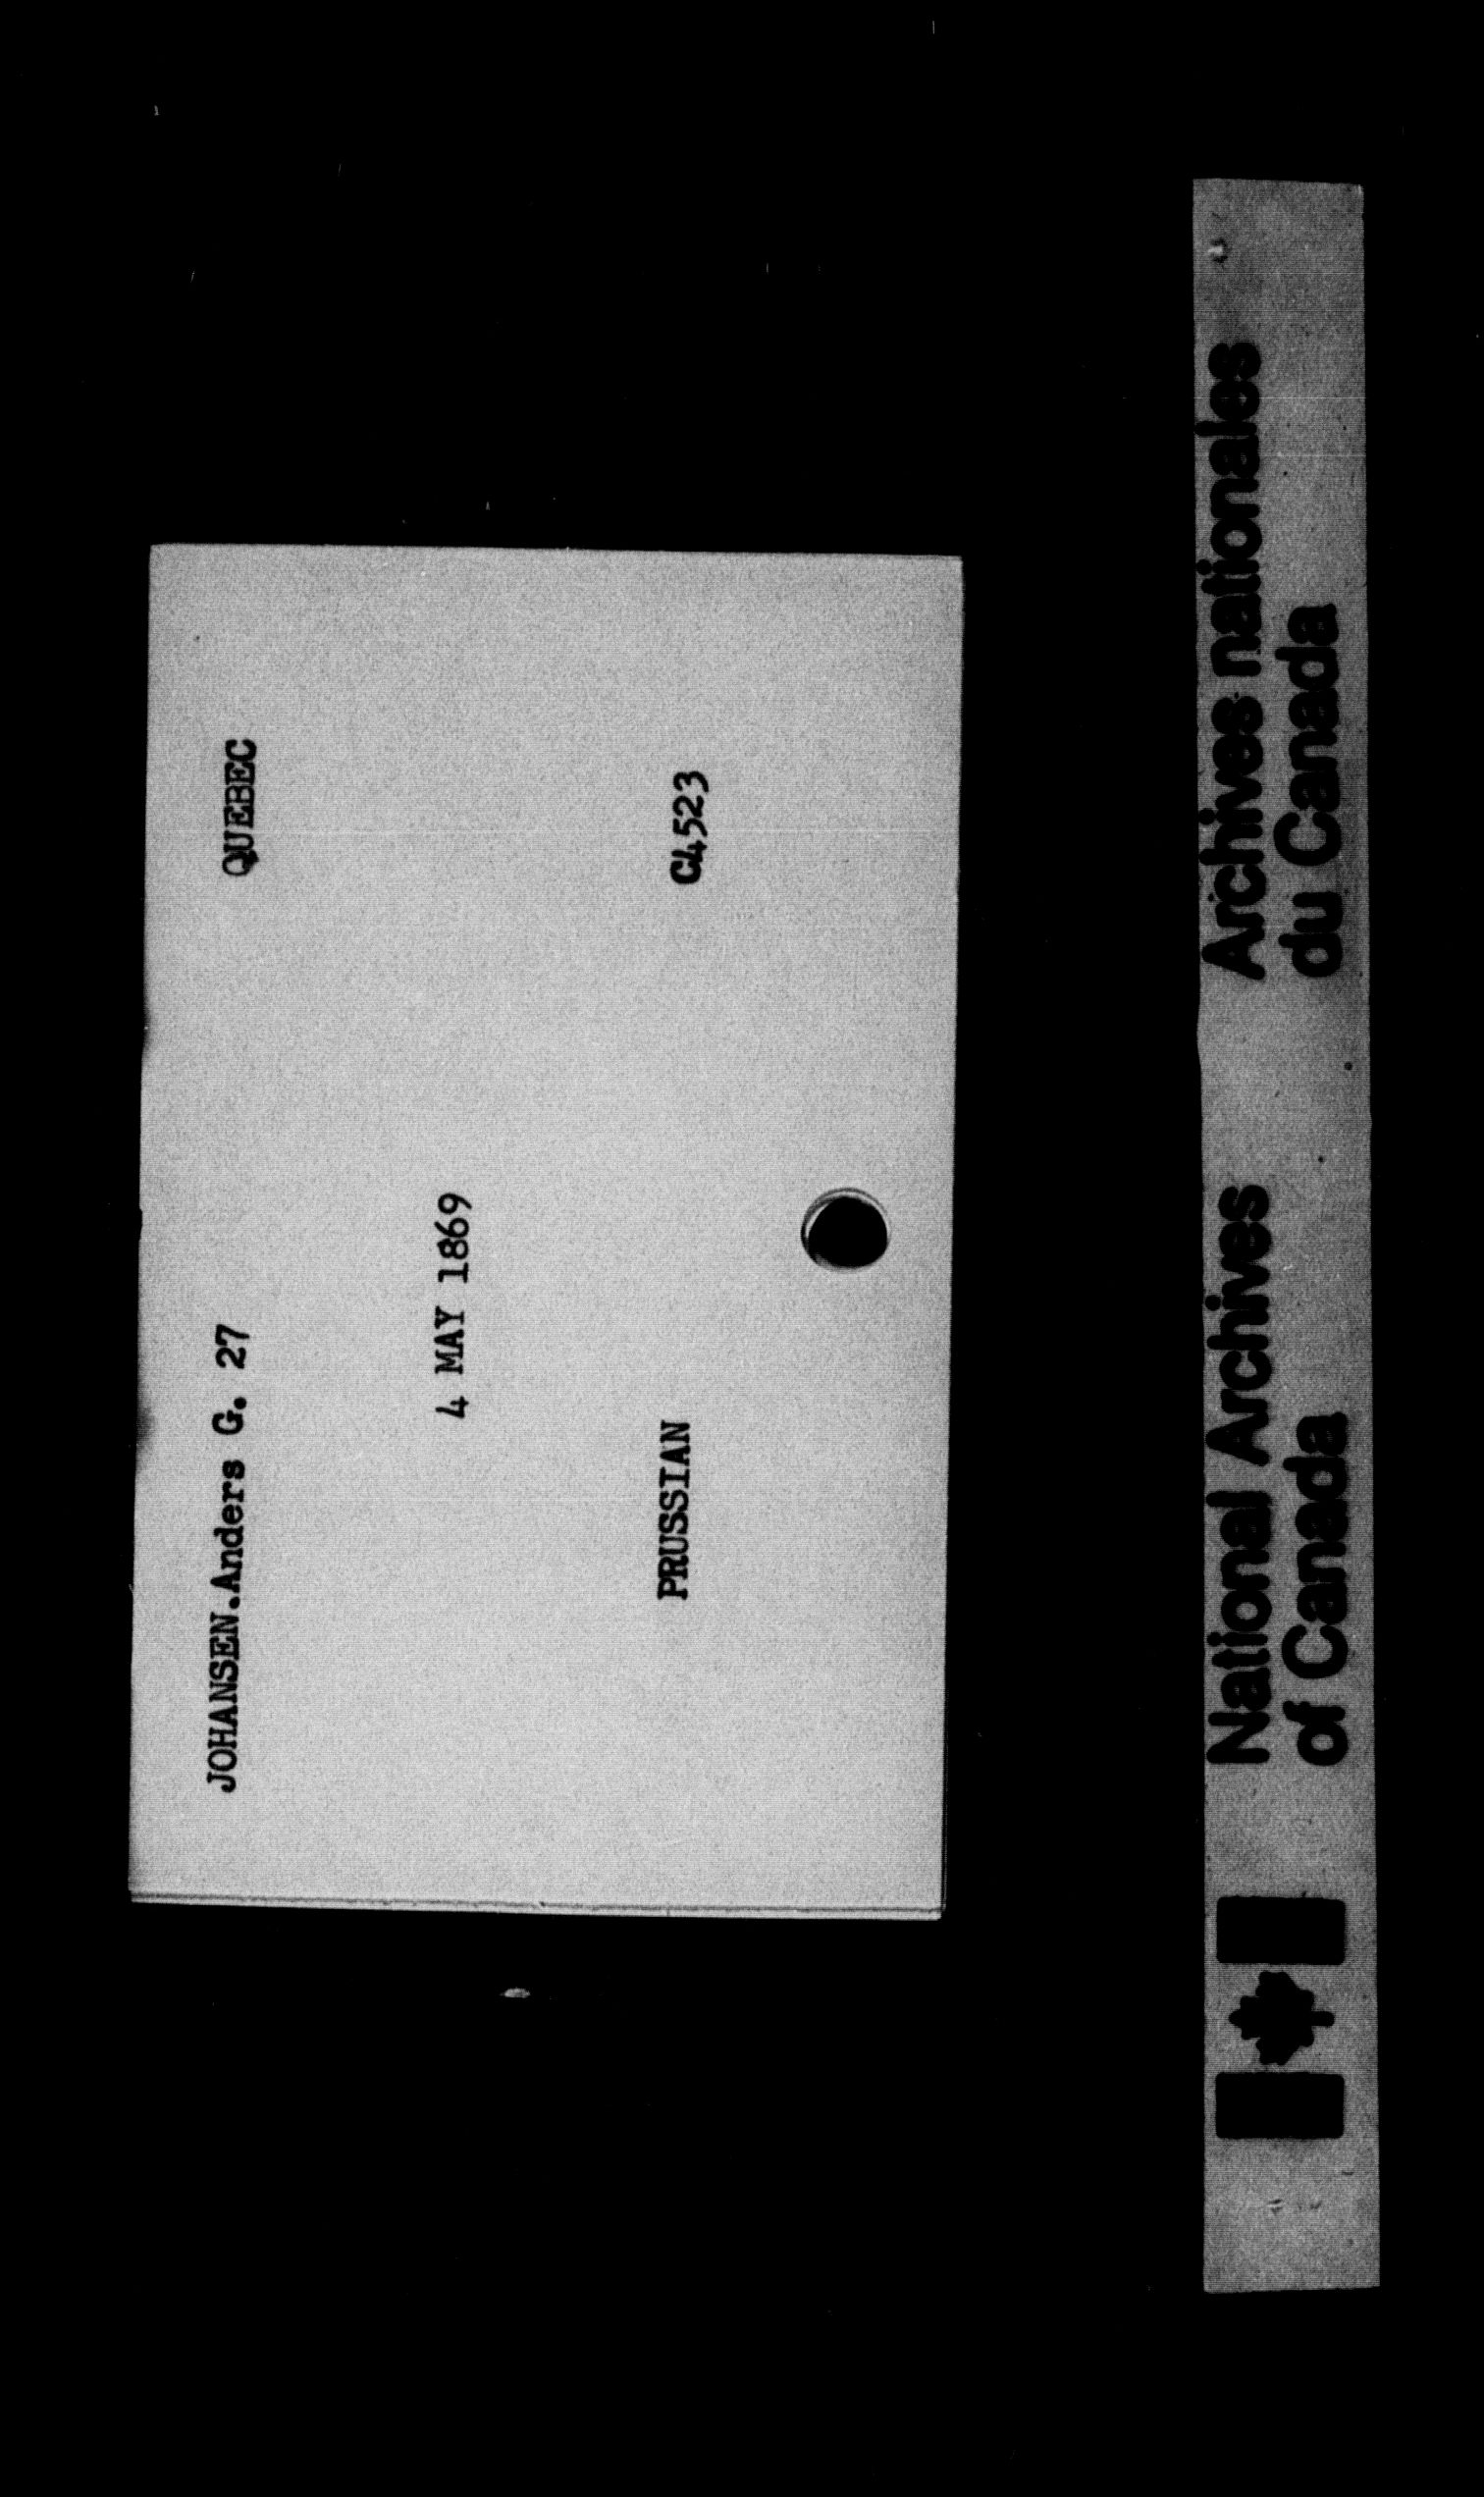 JOHANSEN.Anders G. 27 QUEBEC
4 MAY 1869
PRUSSIAN C4523
National Archives of Canada
Archives nationales du Canada